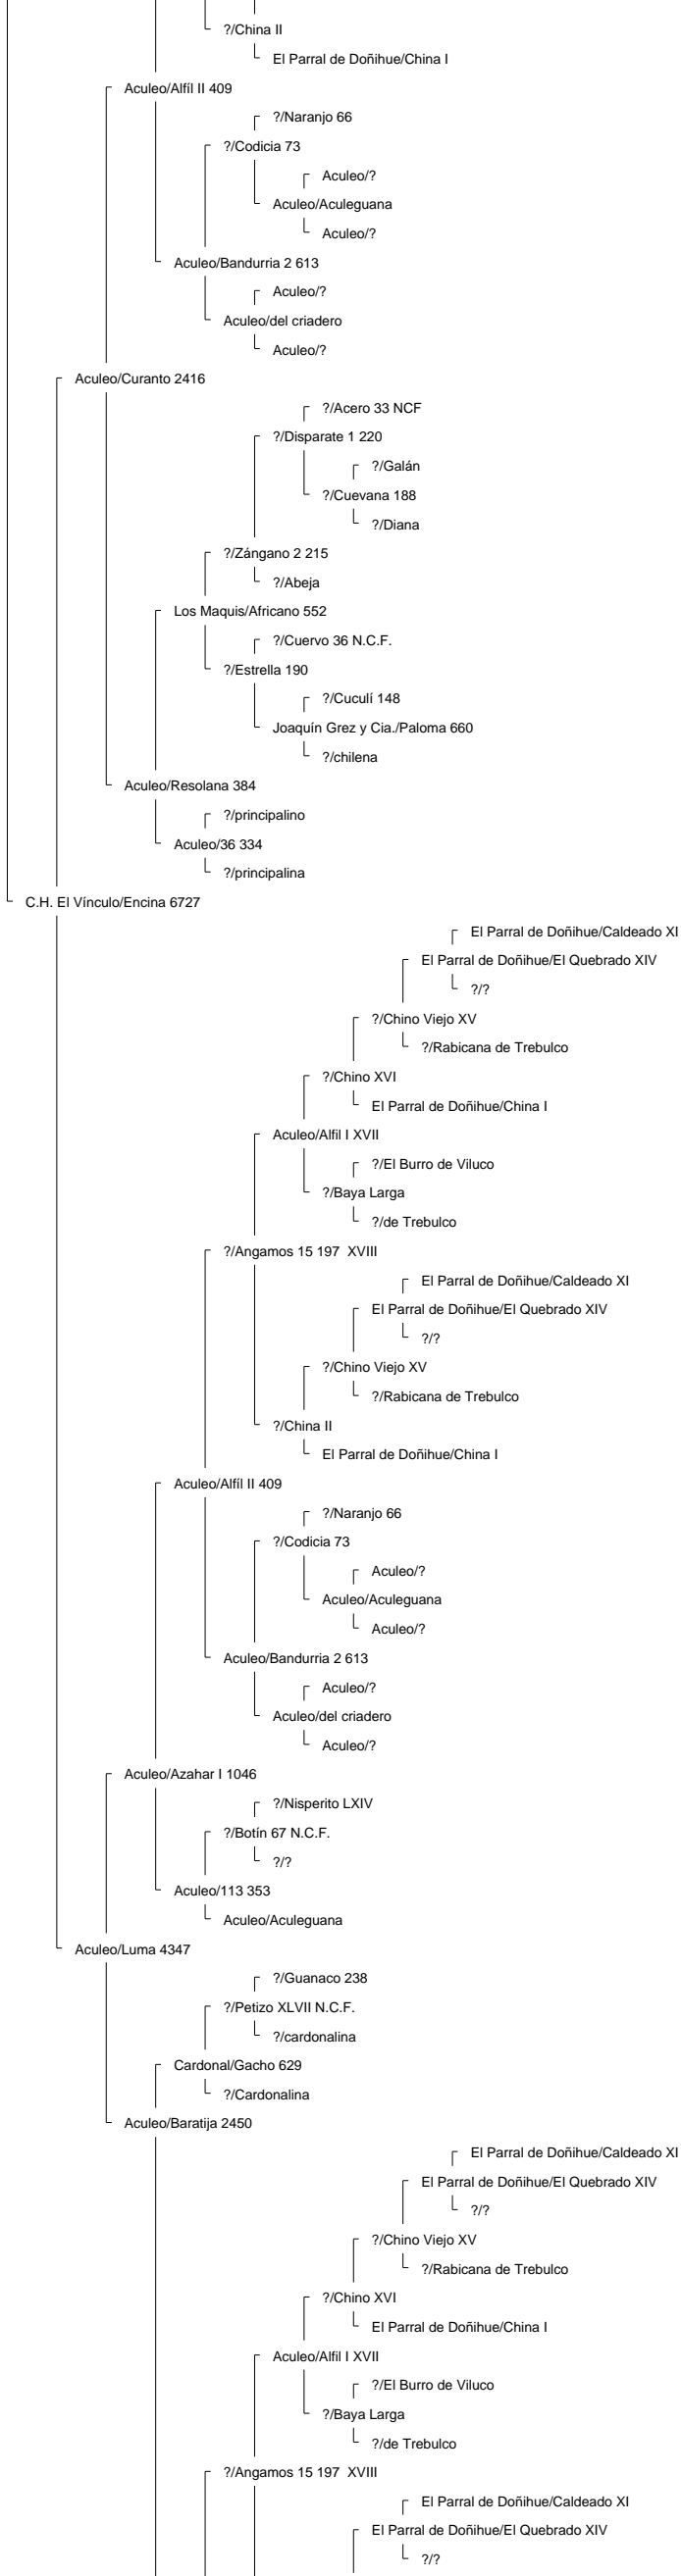 ?/China II
El Parral de Doñihue/China I
Aculeo/Alfíl II 409
?/Naranjo 66
?/Codicia 73
Aculeo/?
Aculeo/Aculeguana
Aculeo/?
Aculeo/Bandurria 2 613
Aculeo/?
Aculeo/del criadero
Aculeo/?
Aculeo/Curanto 2416
?/Acero 33 NCF
?/Disparate 1 220
?/Galán
?/Cuevana 188
?/Diana
?/Zángano 2 215
?/Abeja
Los Maquis/Africano 552
?/Cuervo 36 N.C.F.
?/Estrella 190
?/Cuculí 148
Joaquín Grez y Cia./Paloma 660
?/chilena
Aculeo/Resolana 384
?/principalino
Aculeo/36 334
?/principalina
C.H. El Vínculo/Encina 6727
El Parral de Doñihue/Caldeado XI
El Parral de Doñihue/El Quebrado XIV
?/?
?/Chino Viejo XV
?/Rabicana de Trebulco
?/Chino XVI
El Parral de Doñihue/China I
Aculeo/Alfil I XVII
?/El Burro de Viluco
?/Baya Larga
?/de Trebulco
?/Angamos 15 197 XVIII
El Parral de Doñihue/Caldeado XI
El Parral de Doñihue/El Quebrado XIV
?/?
?/Chino Viejo XV
?/Rabicana de Trebulco
?/China II
El Parral de Doñihue/China I
Aculeo/Alfíl II 409
?/Naranjo 66
?/Codicia 73
Aculeo/?
Aculeo/Aculeguana
Aculeo/?
Aculeo/Bandurria 2 613
Aculeo/?
Aculeo/del criadero
Aculeo/?
Aculeo/Azahar I 1046
?/Nisperito LXIV
?/Botín 67 N.C.F.
?/?
Aculeo/113 353
Aculeo/Aculeguana
Aculeo/Luma 4347
?/Guanaco 238
?/Petizo XLVII N.C.F.
?/cardonalina
Cardonal/Gacho 629
?/Cardonalina
Aculeo/Baratija 2450
El Parral de Doñihue/Caldeado XI
El Parral de Doñihue/El Quebrado XIV
?/?
?/Chino Viejo XV
?/Rabicana de Trebulco
?/Chino XVI
El Parral de Doñihue/China I
Aculeo/Alfil I XVII
?/El Burro de Viluco
?/Baya Larga
?/de Trebulco
?/Angamos 15 197 XVIII
El Parral de Doñihue/Caldeado XI
El Parral de Doñihue/El Quebrado XIV
?/?